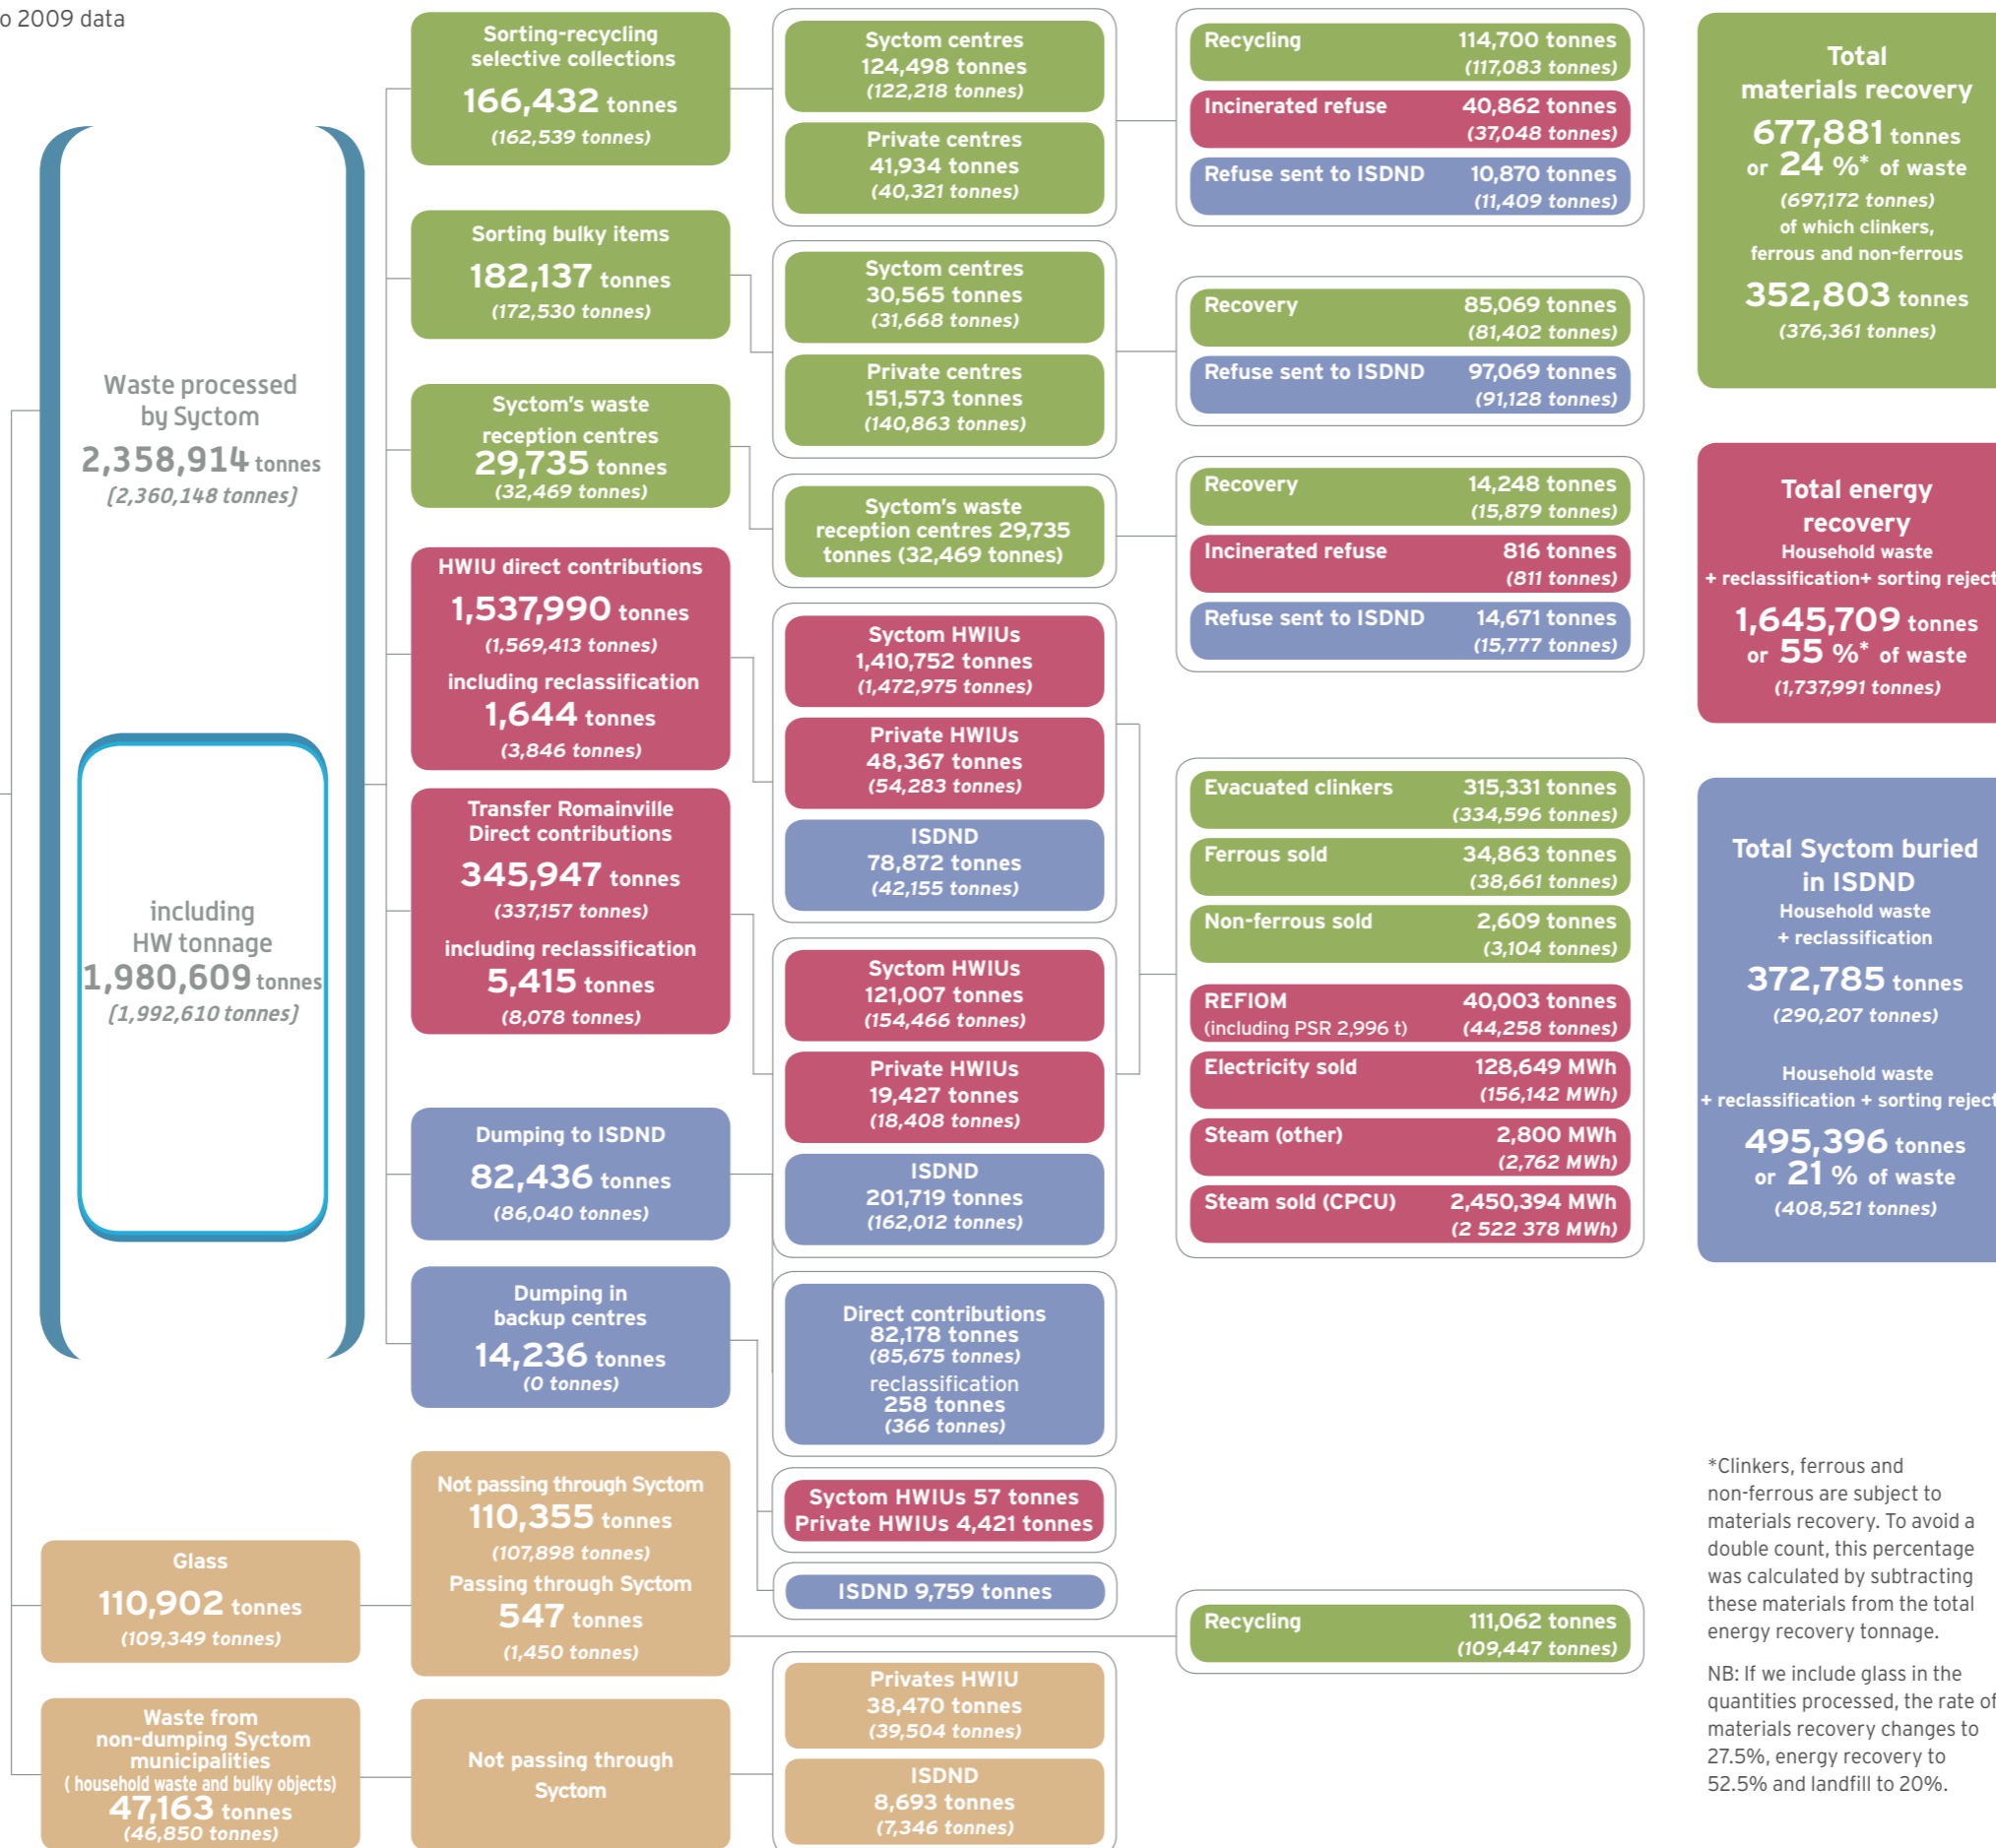 o 2009 data
Waste processed
by Syctom
2,358,914 tonnes
(2,360,148 tonnes)
including
HW tonnage
1,980,609 tonnes
(1,992,610 tonnes)
Glass
110,902 tonnes
(109,349 tonnes)
Waste from
non-dumping Syctom
municipalities
( household waste and bulky objects)
47,163 tonnes
(46,850 tonnes)
Sorting-recycling
selective collections
166,432 tonnes
(162,539 tonnes)
Sorting bulky items
182,137 tonnes
(172,530 tonnes)
Syctom's waste
reception centres
29,735 tonnes
(32,469 tonnes)
HWIU direct contributions
1,537,990 tonnes
(1,569,413 tonnes)
including reclassification
1,644 tonnes
(3,846 tonnes)
Transfer Romainville
Direct contributions
345,947 tonnes
(337,157 tonnes)
including reclassification
5,415 tonnes
(8,078 tonnes)
Dumping to ISDND
82,436 tonnes
(86,040 tonnes)
Dumping in
backup centres
14,236 tonnes
(0 tonnes)
Not passing through Syctom
110,355 tonnes
(107,898 tonnes)
Passing through Syctom
547 tonnes
(1,450 tonnes)
Not passing through
Syctom
Syctom centres
124,498 tonnes
(122,218 tonnes)
Private centres
41,934 tonnes
(40,321 tonnes)
Syctom centres
30,565 tonnes
(31,668 tonnes)
Private centres
151,573 tonnes
(140,863 tonnes)
Syctom's waste
reception centres 29,735
tonnes (32,469 tonnes)
Syctom HWIUs
1,410,752 tonnes
(1,472,975 tonnes)
Private HWIUs
48,367 tonnes
(54,283 tonnes)
ISDND
78,872 tonnes
(42,155 tonnes)
Syctom HWIUs
121,007 tonnes
(154,466 tonnes)
Private HWIUs
19,427 tonnes
(18,408 tonnes)
ISDND
201,719 tonnes
(162,012 tonnes)
Direct contributions
82,178 tonnes
(85,675 tonnes)
reclassification
258 tonnes
(366 tonnes)
Syctom HWIUs 57 tonnes
Private HWIUs 4,421 tonnes
ISDND 9,759 tonnes
Privates HWIU
38,470 tonnes
(39,504 tonnes)
ISDND
8,693 tonnes
(7,346 tonnes)
Recycling 114,700 tonnes
(117,083 tonnes)
Incinerated refuse 40,862 tonnes
(37,048 tonnes)
Refuse sent to ISDND 10,870 tonnes
(11,409 tonnes)
Recovery 85,069 tonnes
(81,402 tonnes)
Refuse sent to ISDND 97,069 tonnes
(91,128 tonnes)
Recovery 14,248 tonnes
(15,879 tonnes)
Incinerated refuse 816 tonnes
(811 tonnes)
Refuse sent to ISDND 14,671 tonnes
(15,777 tonnes)
Evacuated clinkers 315,331 tonnes
(334,596 tonnes)
Ferrous sold 34,863 tonnes
(38,661 tonnes)
Non-ferrous sold 2,609 tonnes
(3,104 tonnes)
REFIOM 40,003 tonnes
(including PSR 2,996 t) (44,258 tonnes)
Electricity sold 128,649 MWh
(156,142 MWh)
Steam (other) 2,800 MWh
(2,762 MWh)
Steam sold (CPCU) 2,450,394 MWh
(2 522 378 MWh)
Recycling 111,062 tonnes
(109,447 tonnes)
Total
materials recovery
677,881 tonnes
or 24 %* of waste
(697,172 tonnes)
of which clinkers,
ferrous and non-ferrous
352,803 tonnes
(376,361 tonnes)
Total energy
recovery
Household waste
+ reclassification+ sorting reject
1,645,709 tonnes
or 55 %* of waste
(1,737,991 tonnes)
Total Syctom buried
in ISDND
Household waste
+ reclassification
372,785 tonnes
(290,207 tonnes)
Household waste
+ reclassification + sorting reject
495,396 tonnes
or 21 % of waste
(408,521 tonnes)
*Clinkers, ferrous and
non-ferrous are subject to
materials recovery. To avoid a
double count, this percentage
was calculated by subtracting
these materials from the total
energy recovery tonnage.
NB: If we include glass in the
quantities processed, the rate of
materials recovery changes to
27.5%, energy recovery to
52.5% and landfill to 20%.